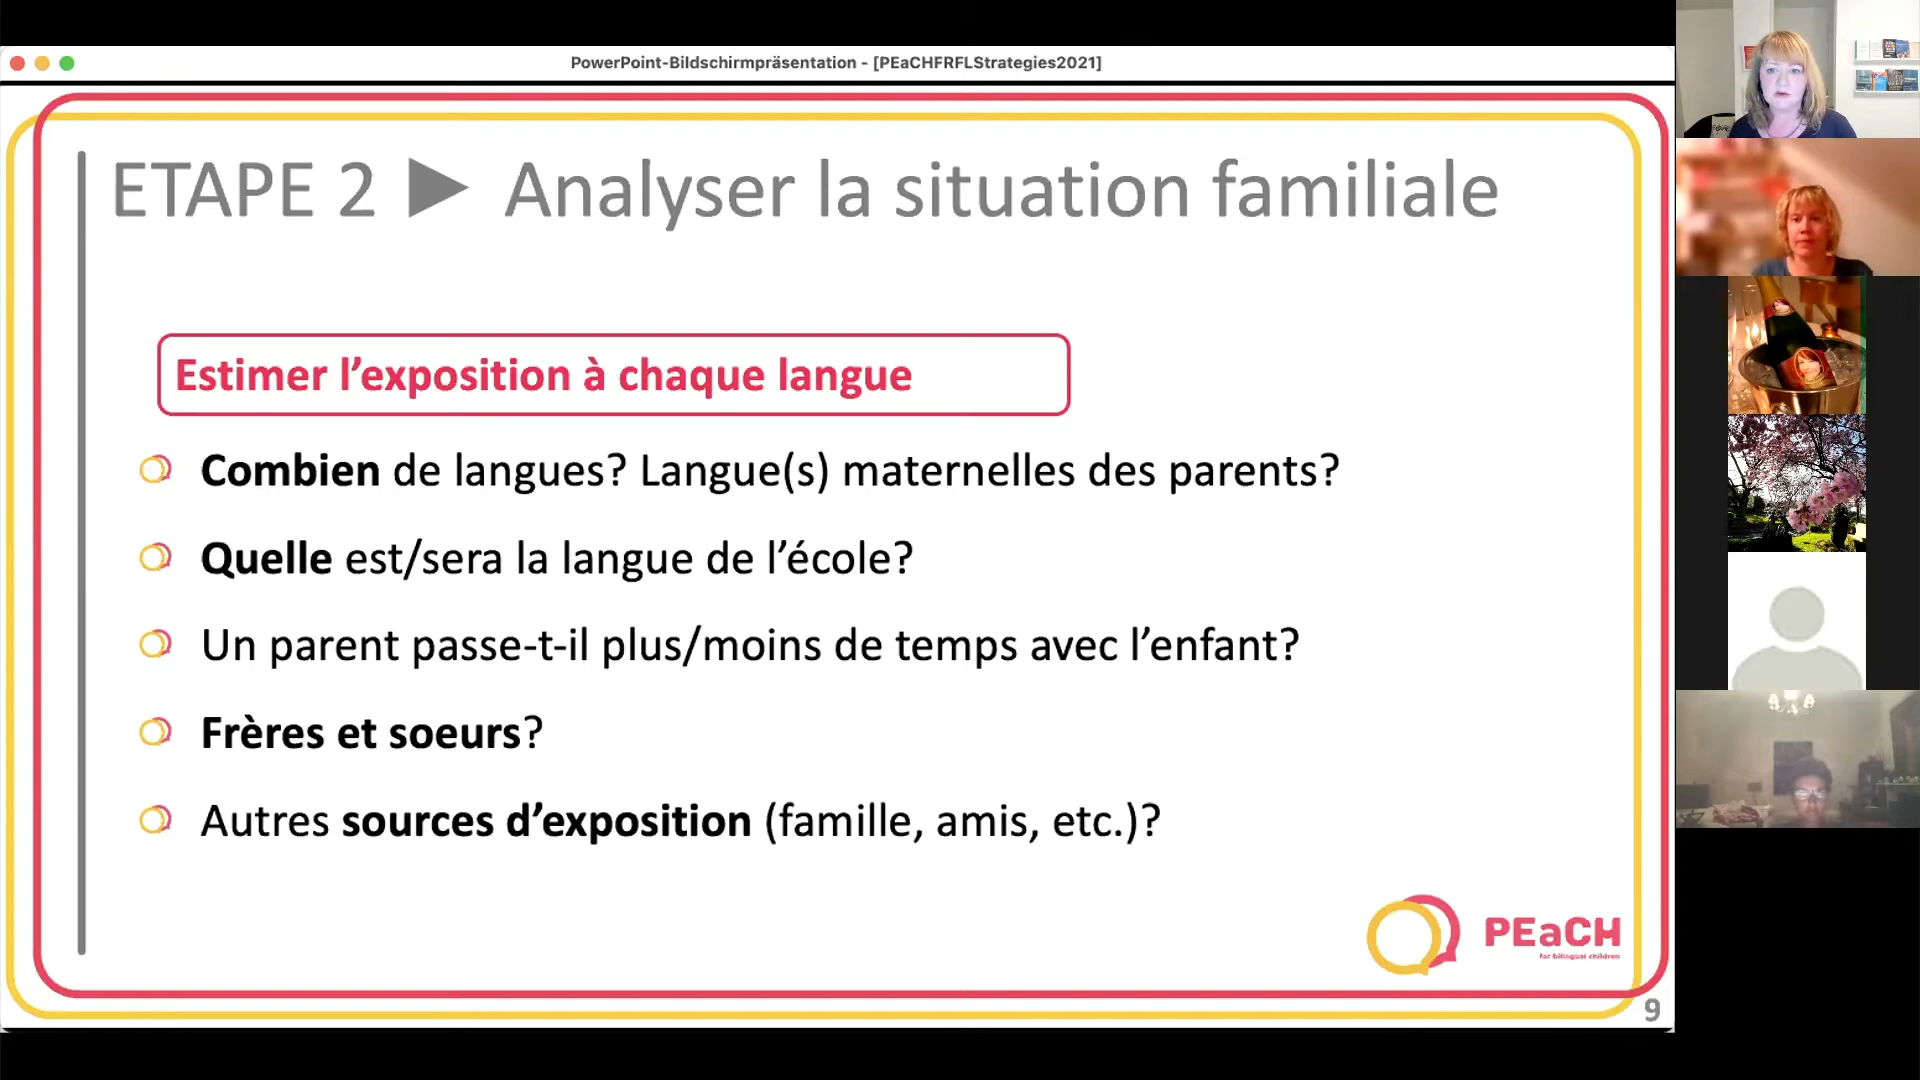 PowerPoint-Bildschirmpräsentation - [PEaCHFRFLStrategies2021]
ETAPE 2 ► Analyser la situation familiale
Estimer l’exposition à chaque langue
Combien de langues? Langue(s) maternelles des parents?
Quelle est/sera la langue de l’école?
Un parent passe-t-il plus/moins de temps avec l’enfant?
Frères et soeurs?
Autres sources d’exposition (famille, amis, etc.)?
PEaCH
for bilingual children
9